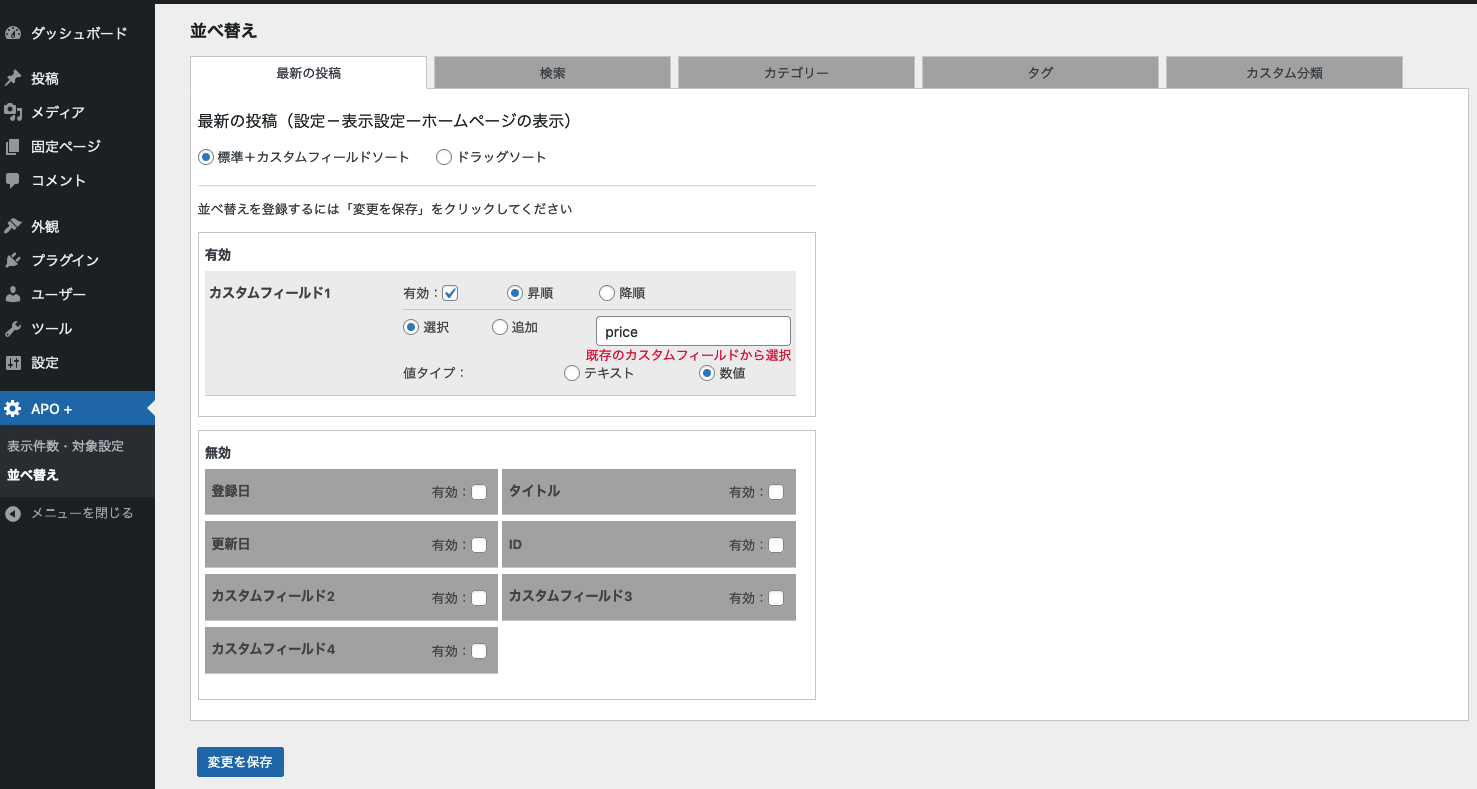 ダッシュボード
投稿
メディア
固定ページ
コメント
外観
プラグイン
ユーザー
ツール
設定
APO +
表示件数・対象設定
並べ替え
メニューを閉じる
並べ替え
最新の投稿 検索 カテゴリー タグ カスタム分類
最新の投稿（設定－表示設定ーホームページの表示）
標準＋カスタムフィールドソート ドラッグソート
並べ替えを登録するには「変更を保存」をクリックしてください
有効
カスタムフィールド1 有効： 昇順 降順
選択 追加 price
既存のカスタムフィールドから選択
値タイプ： テキスト 数値
無効
登録日 有効： タイトル 有効：
更新日 有効： ID 有効：
カスタムフィールド2 有効： カスタムフィールド3 有効：
カスタムフィールド4 有効：
変更を保存